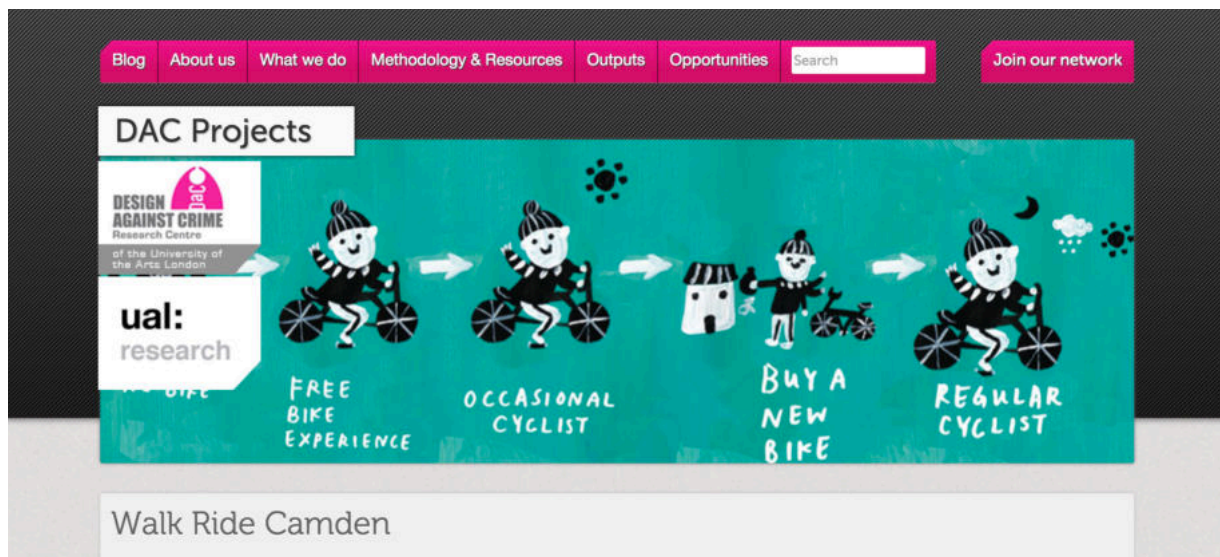 Blog About us What we do Methodology & Resources Outputs Opportunities Search Join our network
DAC Projects
DESIGN
AGAINST CRIME
DaC
Research Centre
of the University of
the Arts London
ual:
research
BIKE
FREE
BIKE
EXPERIENCE
OCCASIONAL
CYCLIST
BUY A
NEW
BIKE
REGULAR
CYCLIST
Walk Ride Camden